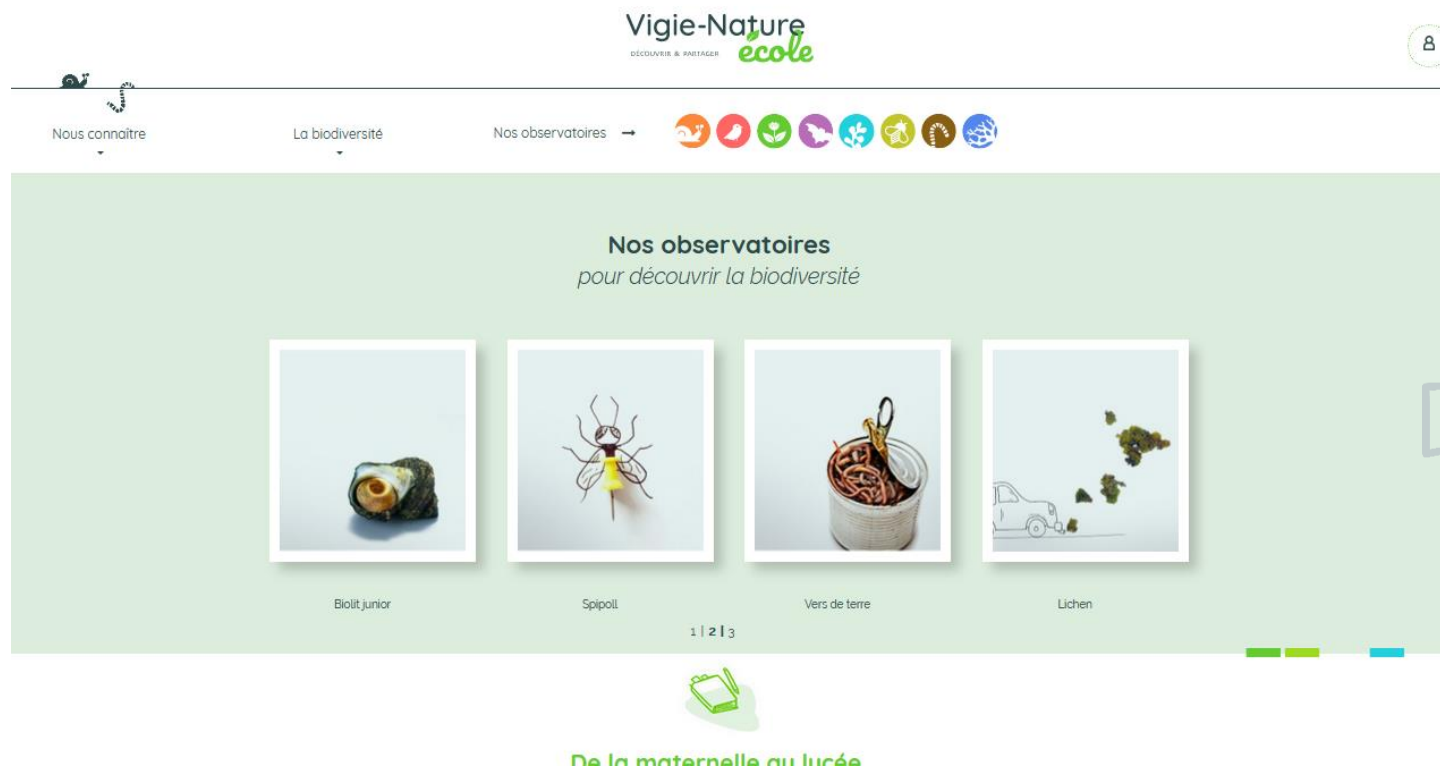 Vigie-Nature
DÉCOUVRIR & PARTAGER école
Nous connaître
La biodiversité
Nos observatoires →
Nos observatoires
pour découvrir la biodiversité
Biolit junior
Spipoll
Vers de terre
Lichen
1 | 2 | 3
De la maternelle au lycée